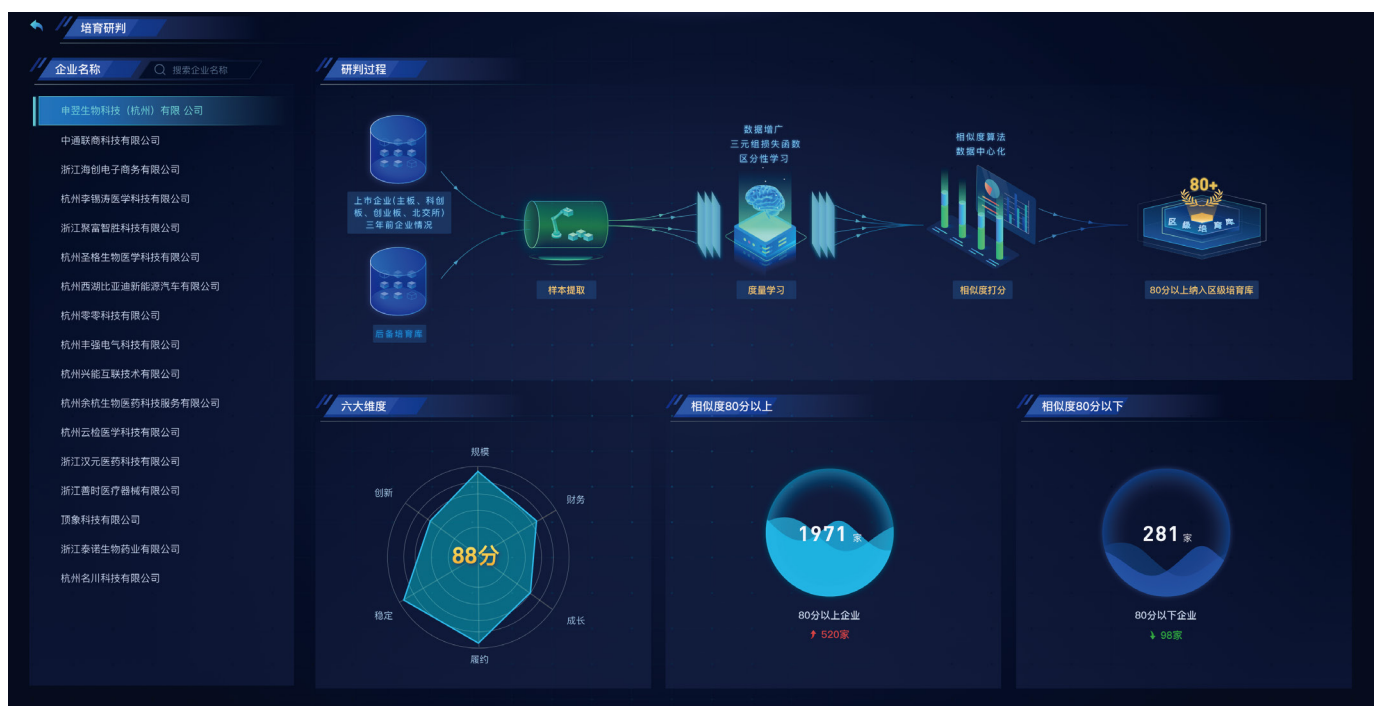 培育研判
企业名称
搜索企业名称
申翌生物科技（杭州）有限 公司
中通联商科技有限公司
浙江海创电子商务有限公司
杭州李锡涛医学科技有限公司
浙江聚富智胜科技有限公司
杭州圣格生物医学科技有限公司
杭州西湖比亚迪新能源汽车有限公司
杭州零零科技有限公司
杭州丰强电气科技有限公司
杭州兴能互联技术有限公司
杭州余杭生物医药科技服务有限公司
杭州云检医学科技有限公司
浙江汉元医药科技有限公司
浙江善时医疗器械有限公司
顶象科技有限公司
浙江泰诺生物药业有限公司
杭州名川科技有限公司
研判过程
上市企业(主板、科创
板、创业板、北交所)
三年前企业情况
后备培育库
样本提取
数据增广
三元组损失函数
区分性学习
度量学习
相似度算法
数据中心化
相似度打分
80+
区级培育库
80分以上纳入区级培育库
六大维度
规模
创新
财务
88分
稳定
成长
履约
相似度80分以上
1971 家
80分以上企业
520家
相似度80分以下
281 家
80分以下企业
98家